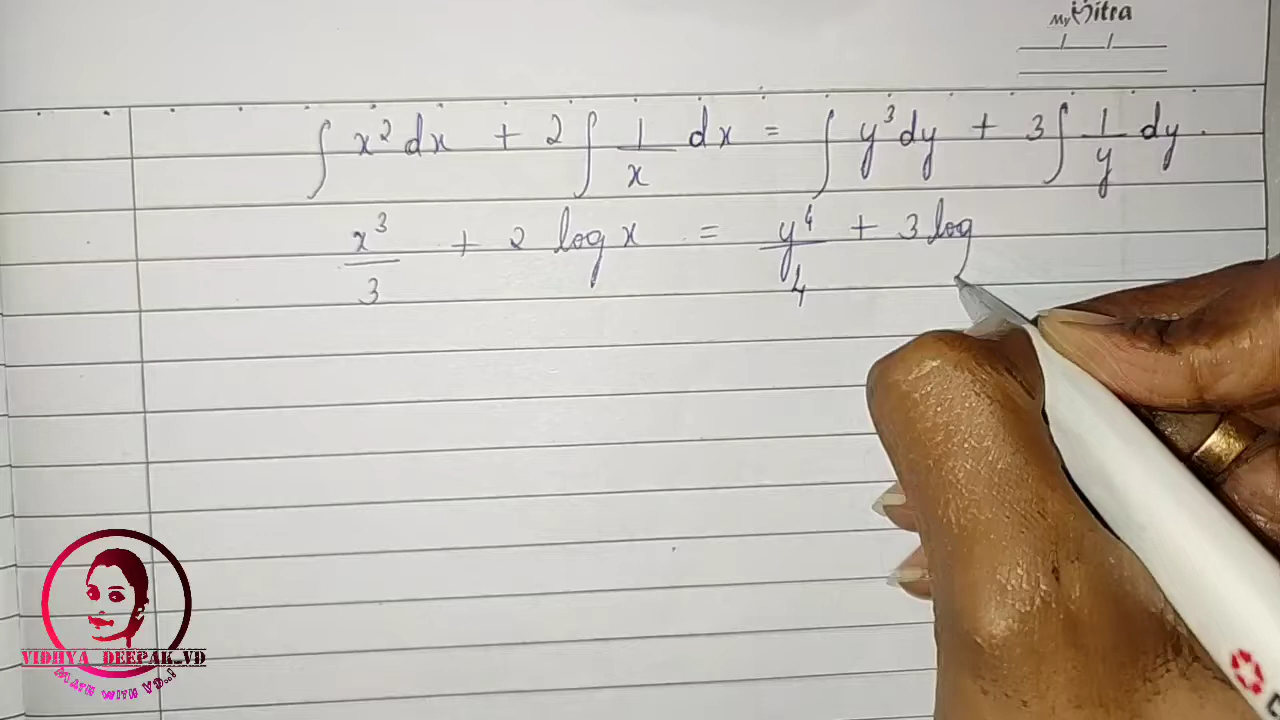 My Mitra
∫ x² dx + 2 ∫ 1/x dx = ∫ y³ dy + 3 ∫ 1/y dy.
x³/3 + 2 log x = y⁴/4 + 3 log
VIDHYA DEEPAK_VD
MATH WITH VD..!